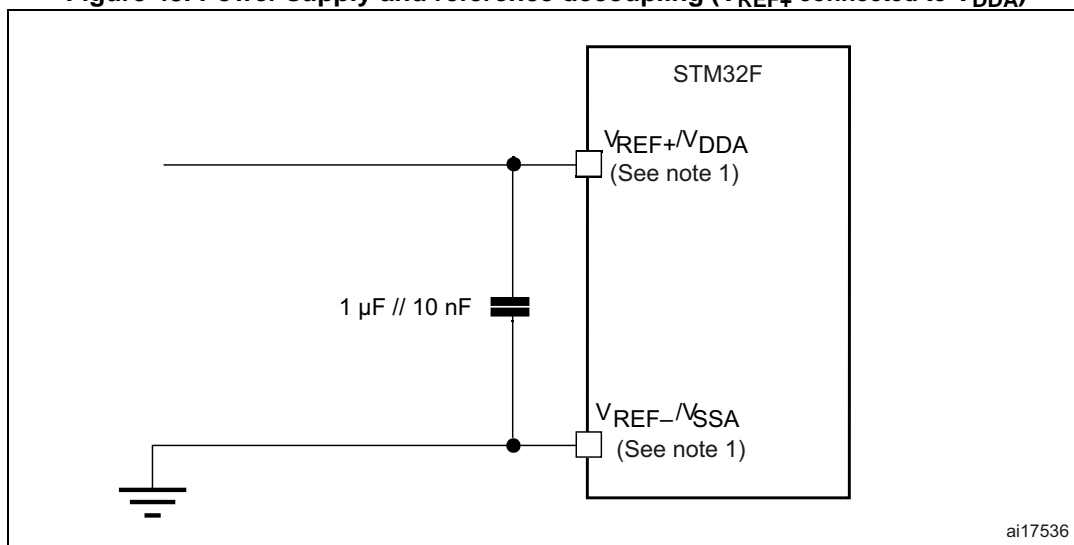 STM32F
VREF+/VDDA
(See note 1)
1 µF // 10 nF
VREF–/VSSA
(See note 1)
ai17536